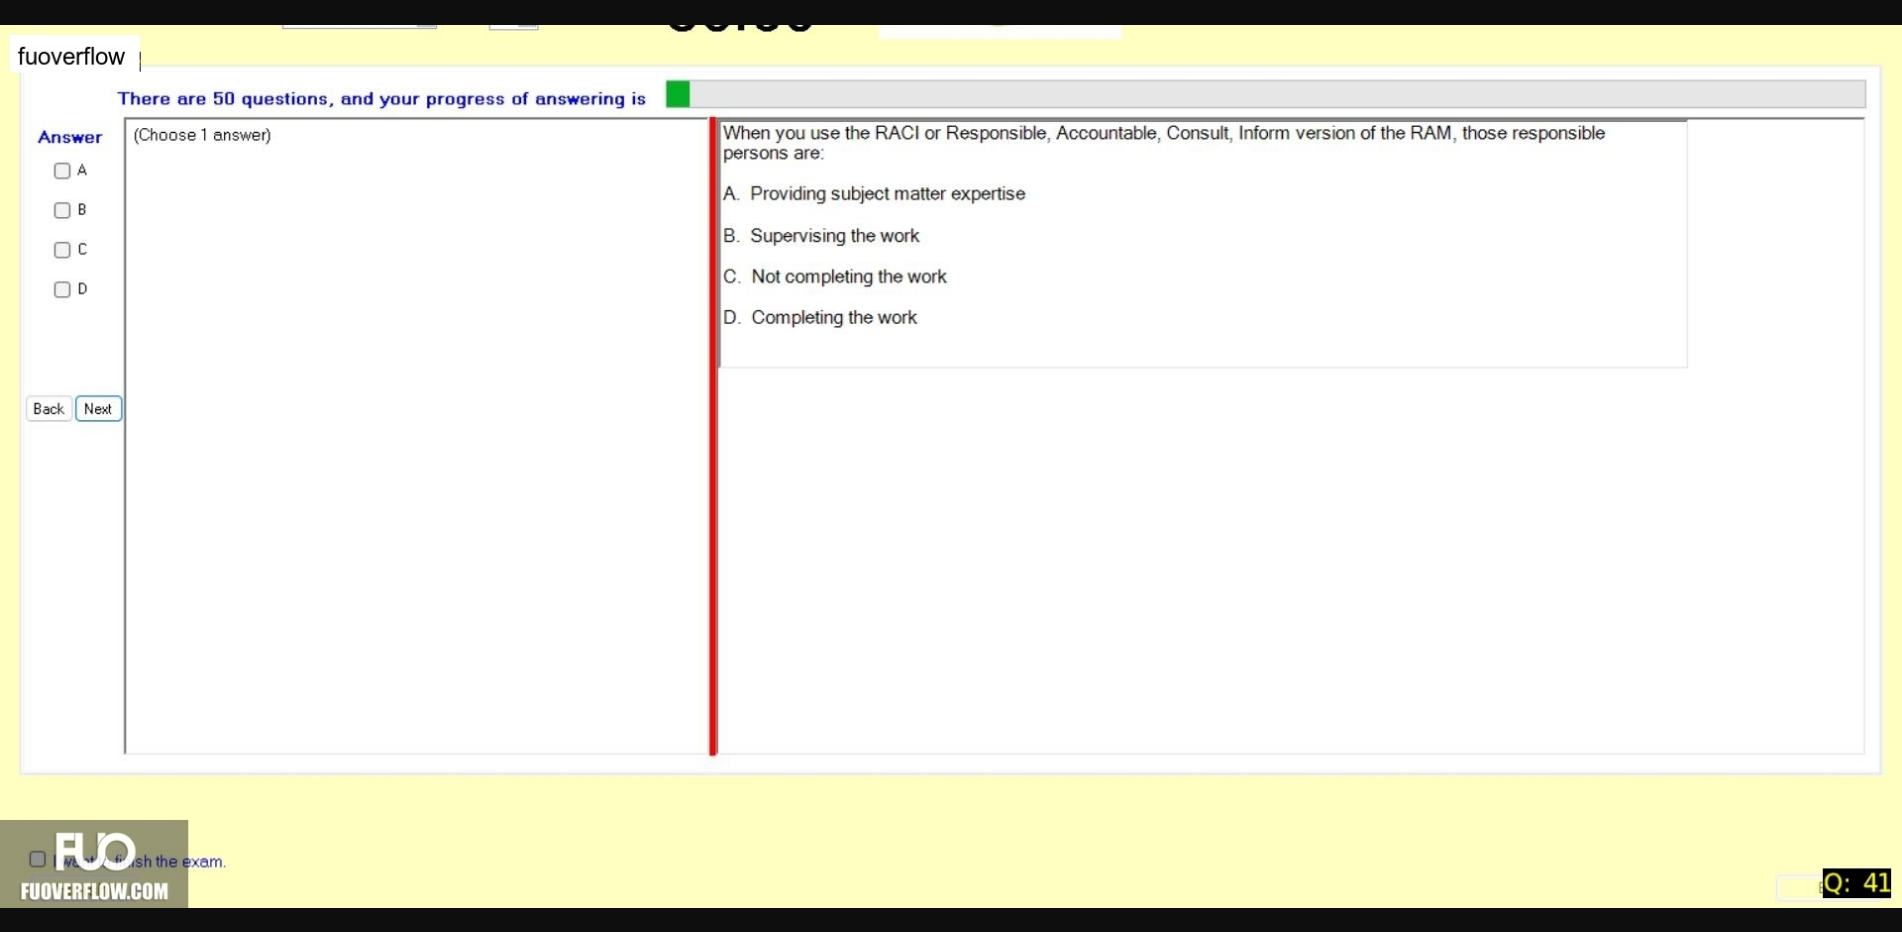 fuoverflow
There are 50 questions, and your progress of answering is
Answer
(Choose 1 answer)
A
B
C
D
Back
Next
When you use the RACI or Responsible, Accountable, Consult, Inform version of the RAM, those responsible
persons are:
A. Providing subject matter expertise
B. Supervising the work
C. Not completing the work
D. Completing the work
I want to finish the exam.
FUO
FUOVERFLOW.COM
Q: 41